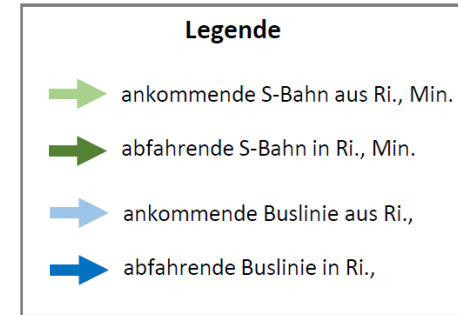 Legende
ankommende S-Bahn aus Ri., Min.
abfahrende S-Bahn in Ri., Min.
ankommende Buslinie aus Ri.,
abfahrende Buslinie in Ri.,